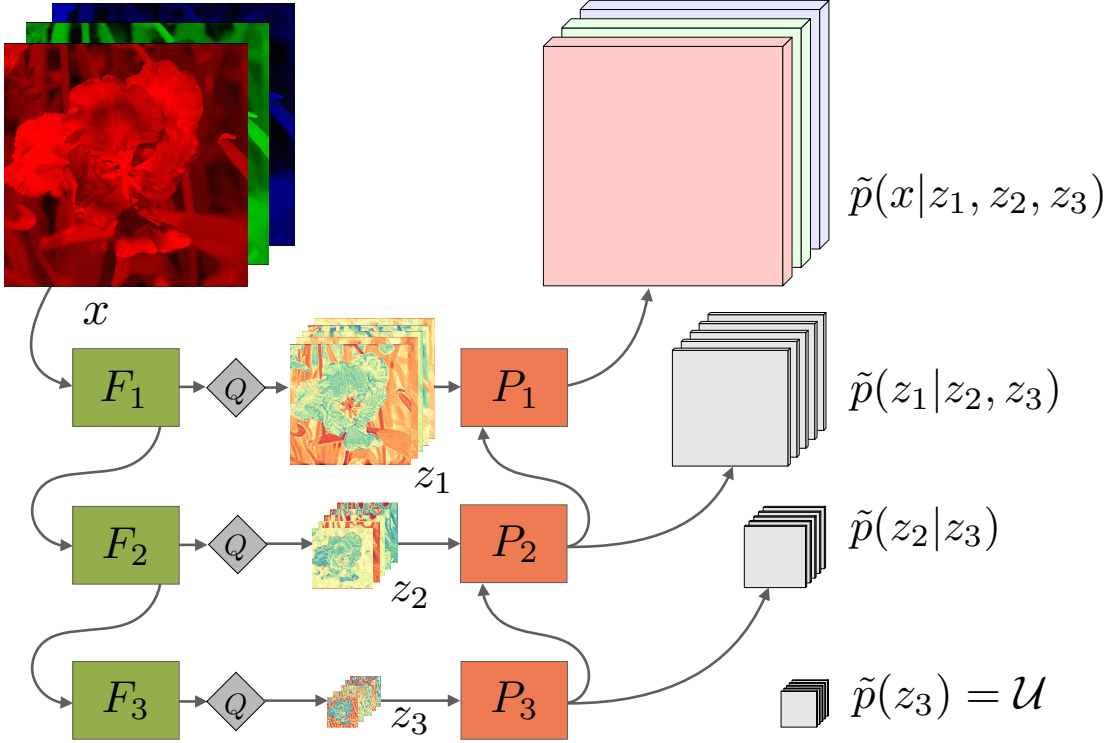 x
p̃(x|z₁, z₂, z₃)
F₁
Q
z₁
P₁
p̃(z₁|z₂, z₃)
F₂
Q
z₂
P₂
p̃(z₂|z₃)
F₃
Q
z₃
P₃
p̃(z₃) = 𝒰